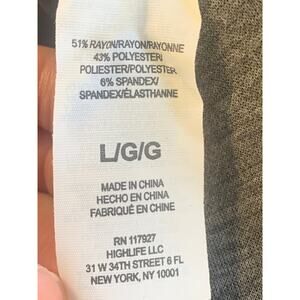 51% RAYON/RAYON/RAYONNE
43% POLYESTER/
POLIESTER/POLYESTER
6% SPANDEX/
SPANDEX/ÉLASTHANNE
L/G/G
MADE IN CHINA
HECHO EN CHINA
FABRIQUÉ EN CHINE
RN 117927
HIGHLIFE LLC
31 W 34TH STREET 6 FL
NEW YORK, NY 10001